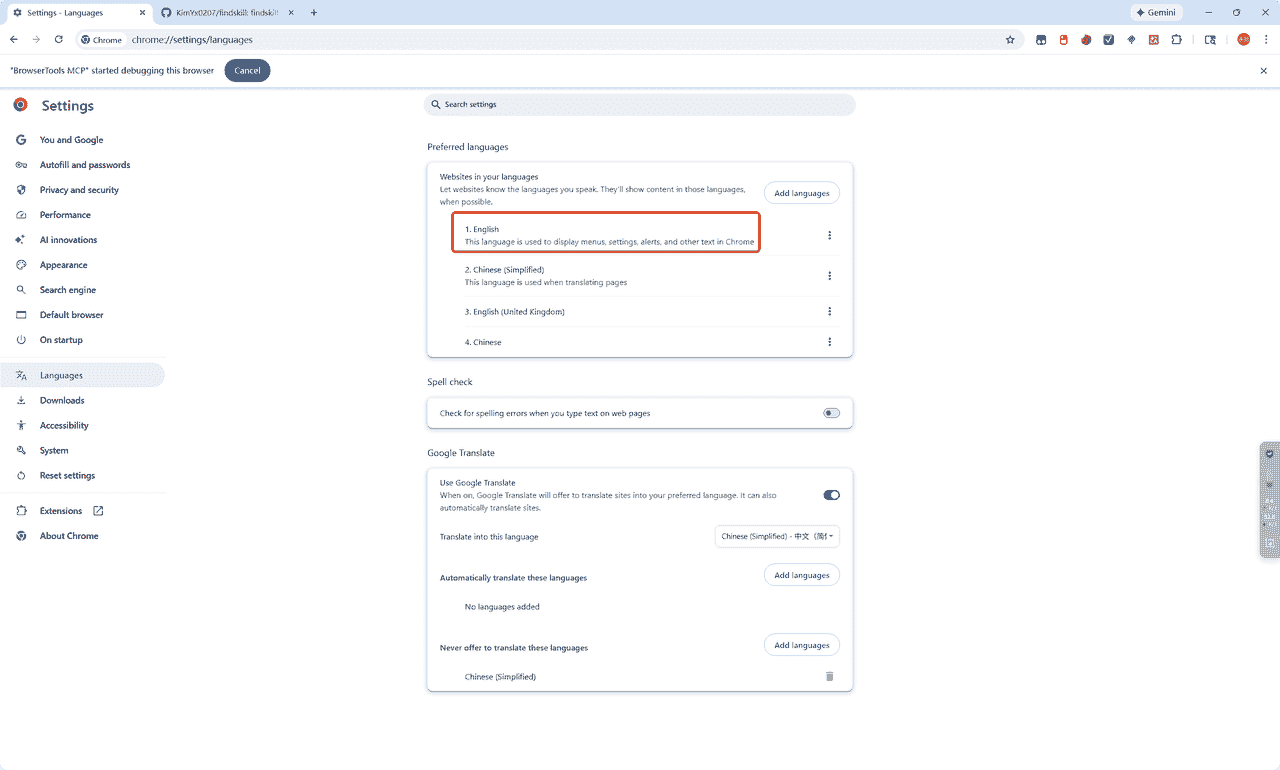 Settings - Languages
KimYx0207/findskill: findskill
Gemini
Chrome
chrome://settings/languages
"BrowserTools MCP" started debugging this browser
Cancel
Settings
Search settings
You and Google
Autofill and passwords
Privacy and security
Performance
AI innovations
Appearance
Search engine
Default browser
On startup
Languages
Downloads
Accessibility
System
Reset settings
Extensions
About Chrome
Preferred languages
Websites in your languages
Let websites know the languages you speak. They'll show content in those languages,
when possible.
Add languages
1. English
This language is used to display menus, settings, alerts, and other text in Chrome
2. Chinese (Simplified)
This language is used when translating pages
3. English (United Kingdom)
4. Chinese
Spell check
Check for spelling errors when you type text on web pages
Google Translate
Use Google Translate
When on, Google Translate will offer to translate sites into your preferred language. It can also
automatically translate sites.
Translate into this language
Chinese (Simplified) - 中文（简体
Automatically translate these languages
Add languages
No languages added
Never offer to translate these languages
Add languages
Chinese (Simplified)